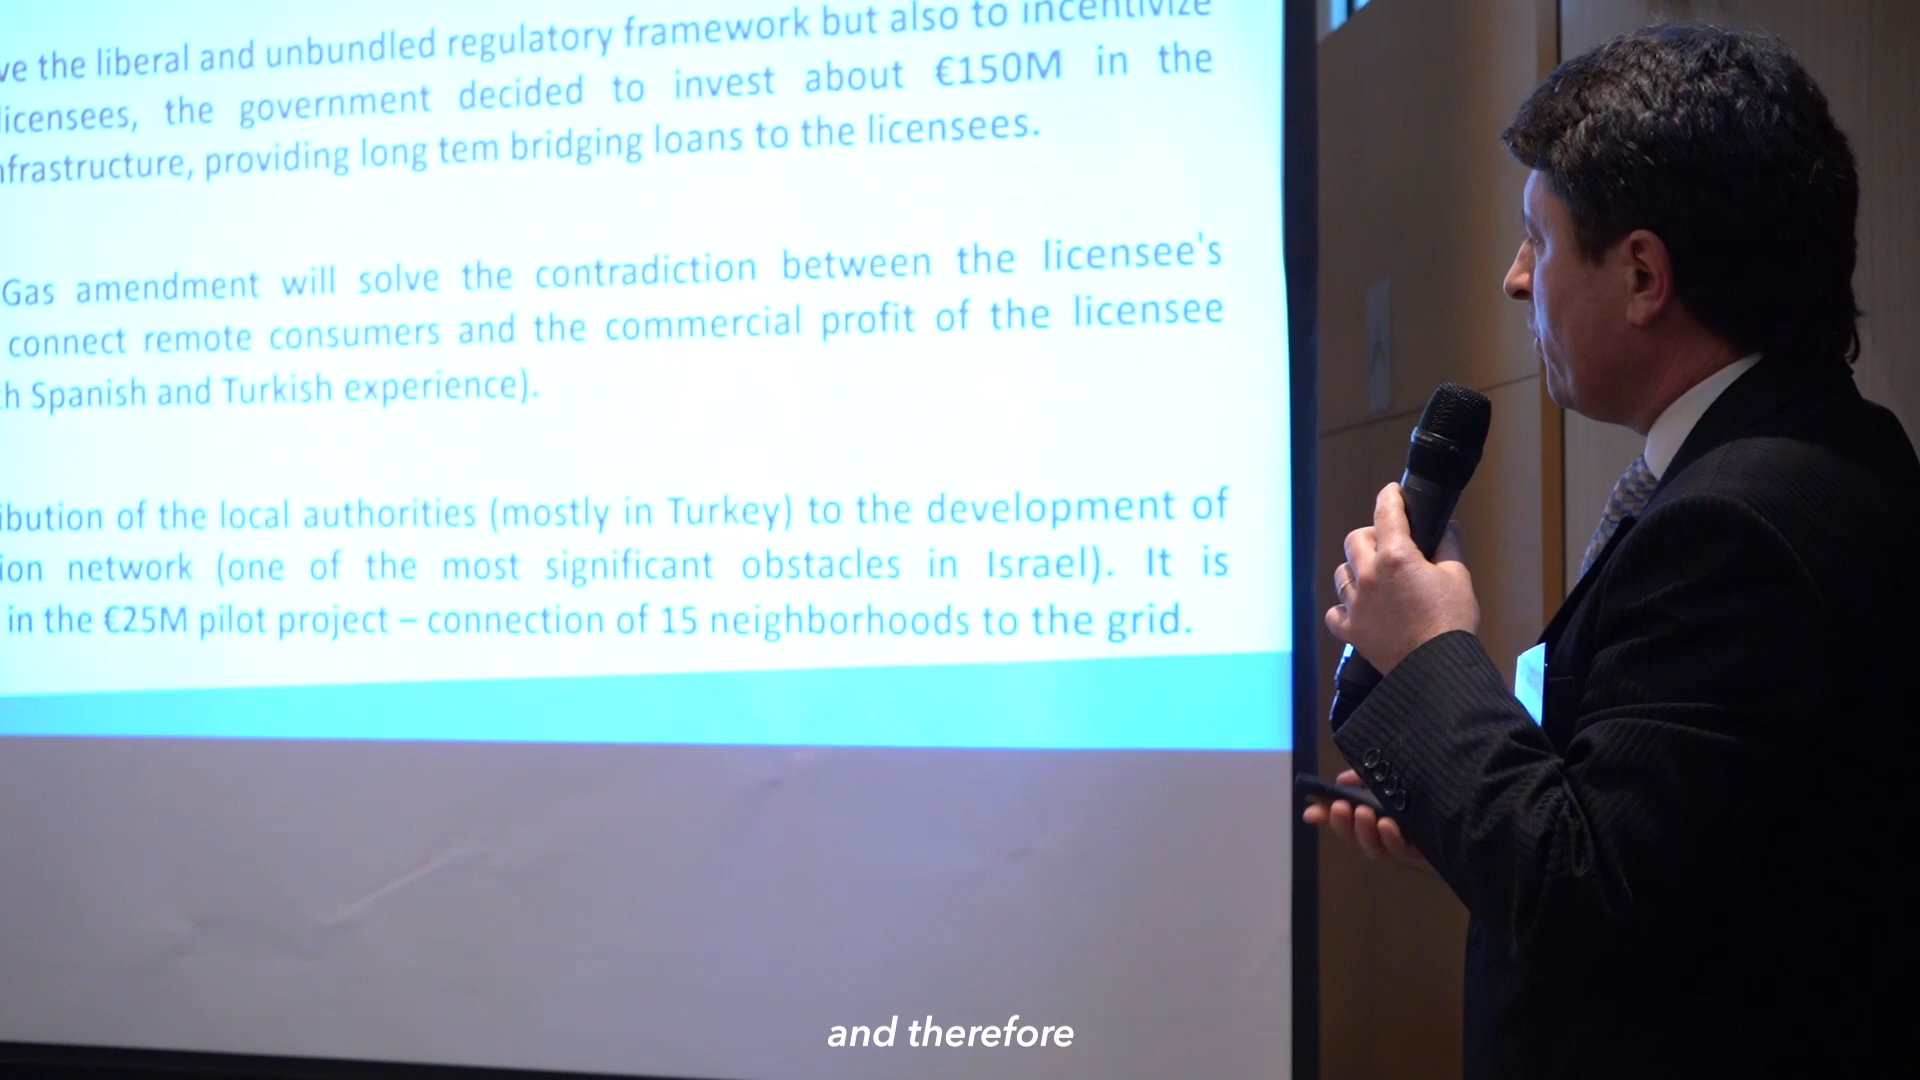 ve the liberal and unbundled regulatory framework but also to incentivize
licensees, the government decided to invest about €150M in the
nfrastructure, providing long tem bridging loans to the licensees.
Gas amendment will solve the contradiction between the licensee's
connect remote consumers and the commercial profit of the licensee
h Spanish and Turkish experience).
ibution of the local authorities (mostly in Turkey) to the development of
ion network (one of the most significant obstacles in Israel). It is
in the €25M pilot project – connection of 15 neighborhoods to the grid.
and therefore